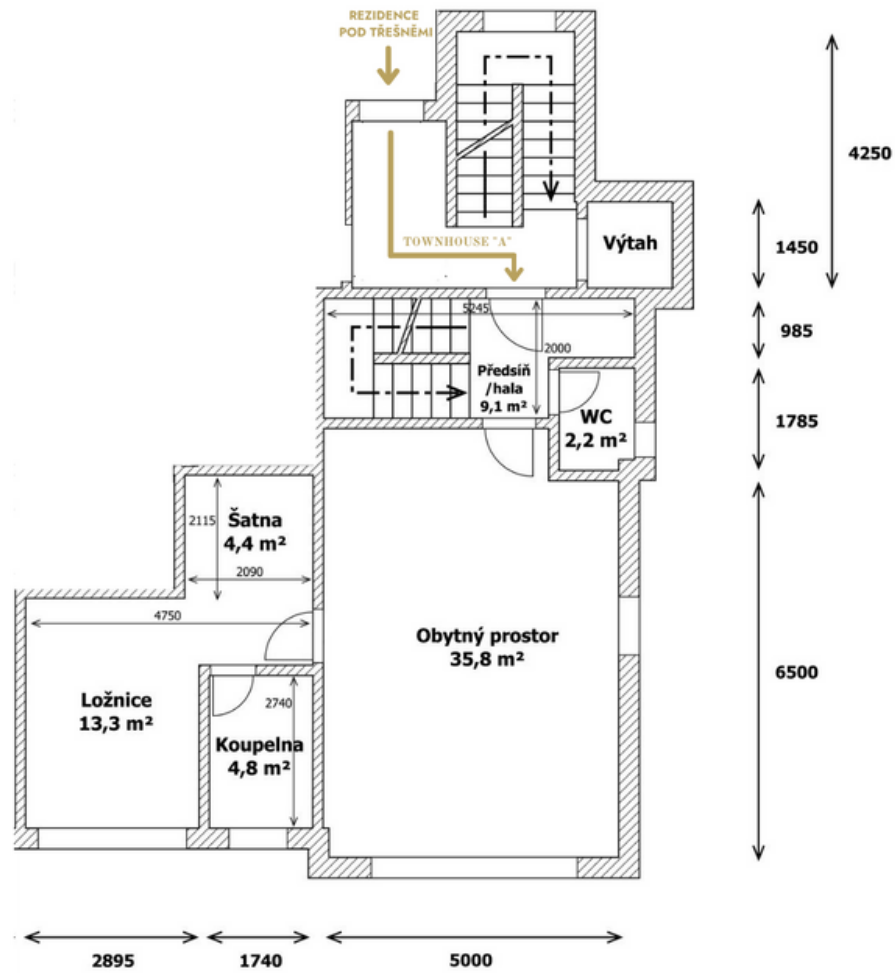 REZIDENCE
POD TŘEŠNĚMI
4250
TOWNHOUSE "A"
Výtah
1450
5245
985
2000
Předsíň
/hala
9,1 m²
WC
2,2 m²
1785
2115
Šatna
4,4 m²
2090
4750
Obytný prostor
35,8 m²
6500
Ložnice
13,3 m²
2740
Koupelna
4,8 m²
2895
1740
5000